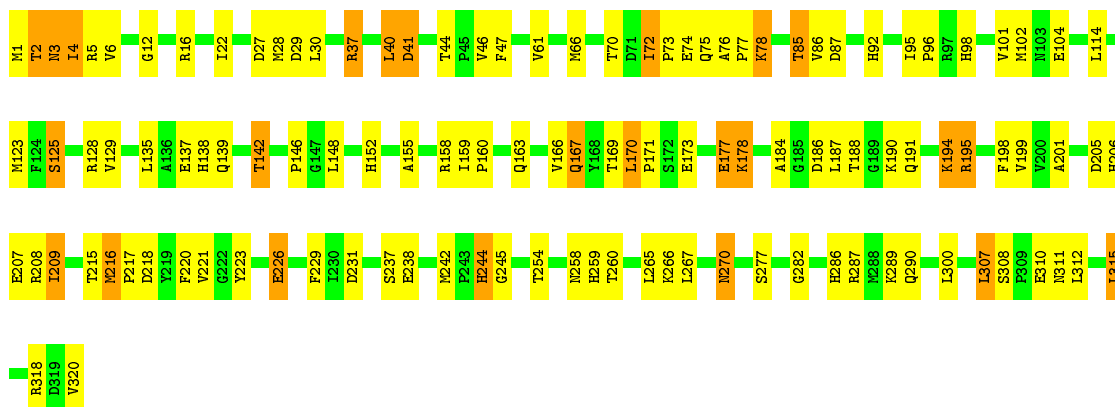 M1 T2 N3 I4 R5 V6 G12 R16 I22 D27 M28 D29 L30 R37 L40 D41 T44 P45 V46 F47 V61 M66 T70 D71 I72 P73 E74 Q75 A76 P77 K78 T85 V86 D87 H92 I95 P96 R97 H98 V101 M102 N103 E104 L114
M123 F124 S125 R128 V129 L135 A136 E137 H138 Q139 T142 P146 G147 L148 H152 A155 R158 I159 P160 Q163 V166 Q167 Y168 T169 L170 P171 S172 E173 E177 K178 A184 G185 D186 L187 T188 G189 K190 Q191 K194 R195 F198 V199 V200 A201 D205
E207 R208 I209 T215 M216 P217 D218 Y219 F220 V221 G222 Y223 E226 F229 I230 D231 S237 E238 M242 P243 H244 G245 T254 N258 H259 T260 L265 K266 L267 N270 S277 G282 H286 R287 M288 K289 Q290 L300 L307 S308 P309 E310 N311 L312
R318 D319 V320